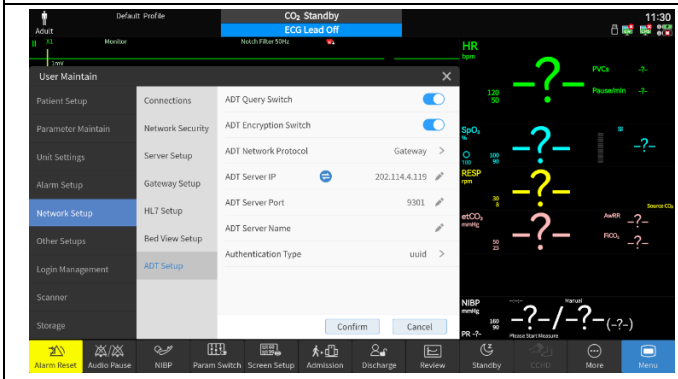 Default Profile
CO₂ Standby
11:30
Adult
ECG Lead Off
II X1 Monitor Notch Filter 50Hz
1mV
HR
bpm
120
50
-?-
PVCs -?-
Pause/min -?-
User Maintain
Patient Setup
Parameter Maintain
Unit Settings
Alarm Setup
Network Setup
Other Setups
Login Management
Scanner
Storage
Connections
Network Security
Server Setup
Gateway Setup
HL7 Setup
Bed View Setup
ADT Setup
ADT Query Switch
ADT Encryption Switch
ADT Network Protocol Gateway >
ADT Server IP 202.114.4.119
ADT Server Port 9301
ADT Server Name
Authentication Type uuid >
Confirm Cancel
SpO₂
%
100
90
-?-
SI
-?-
RESP
rpm
30
8
-?-
Source CO₂
etCO₂
mmHg
50
25
-?-
AwRR -?-
FiCO₂ -?-
NIBP
mmHg
160
90
--:-- Manual
-?-/-?-(-?-)
PR -?- Please Start Measure
Alarm Reset
Audio Pause
NIBP
Param Switch
Screen Setup
Admission
Discharge
Review
Standby
CCHD
More
Menu